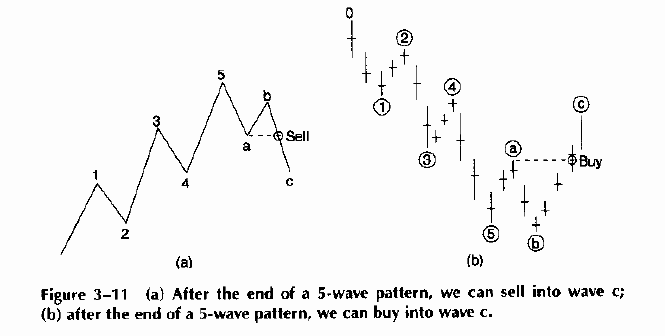 0
5
②
b
④
3
ⓒ
Sell
a
1
①
ⓐ
Buy
③
4
c
2
⑤
ⓑ
(a)
(b)
Figure 3–11 (a) After the end of a 5-wave pattern, we can sell into wave c;
(b) after the end of a 5-wave pattern, we can buy into wave c.